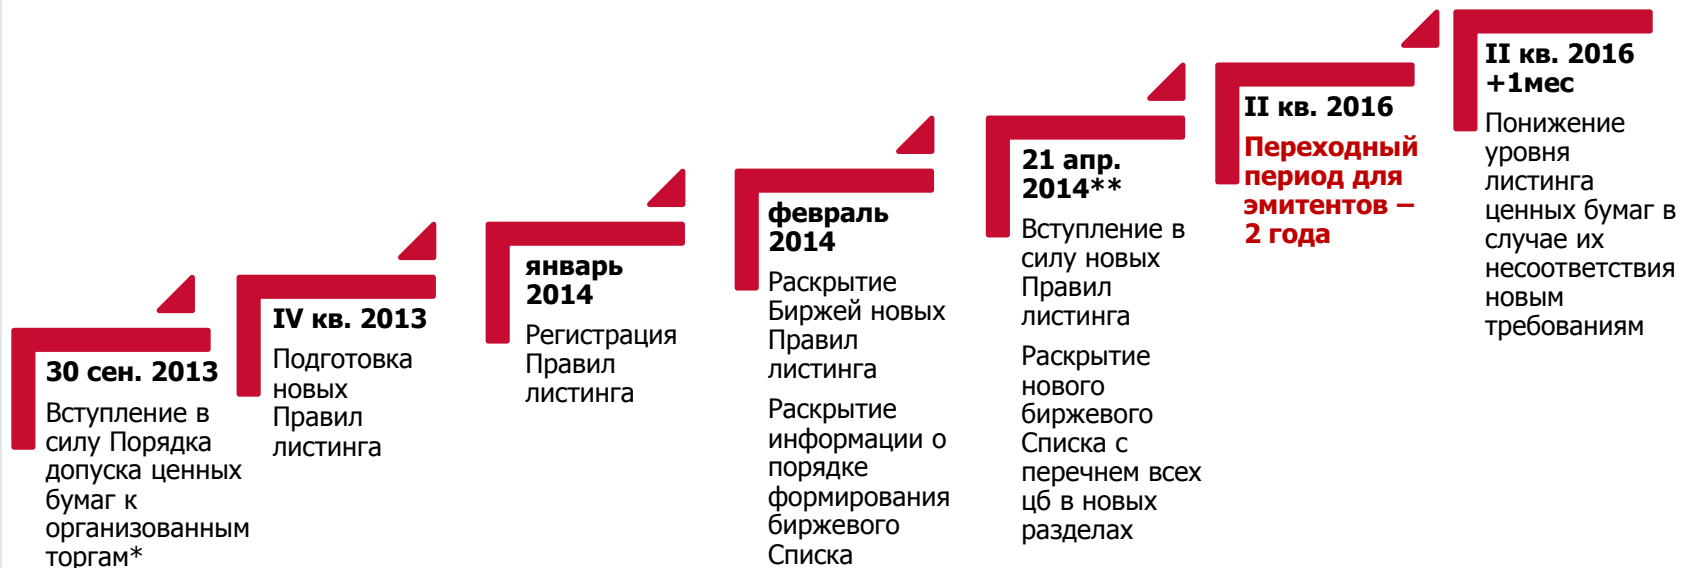 30 сен. 2013
Вступление в
силу Порядка
допуска ценных
бумаг к
организованным
торгам*
IV кв. 2013
Подготовка
новых
Правил
листинга
январь
2014
Регистрация
Правил
листинга
февраль
2014
Раскрытие
Биржей новых
Правил
листинга
Раскрытие
информации о
порядке
формирования
биржевого
Списка
21 апр.
2014**
Вступление в
силу новых
Правил
листинга
Раскрытие
нового
биржевого
Списка с
перечнем всех
цб в новых
разделах
II кв. 2016
Переходный
период для
эмитентов –
2 года
II кв. 2016
+1мес
Понижение
уровня
листинга
ценных бумаг в
случае их
несоответствия
новым
требованиям